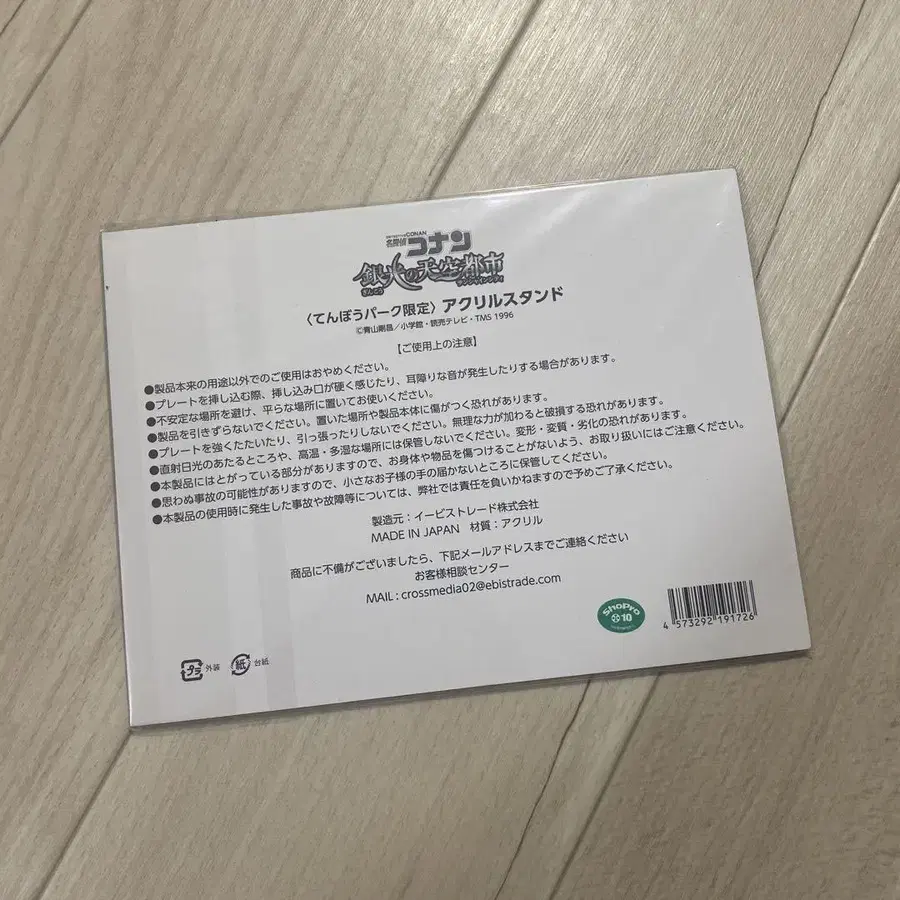 CONAN
名探偵 コナン
銀光の天空都市
ぎんこう サンシャインシティ
〈てんぼうパーク限定〉アクリルスタンド
©青山剛昌/小学館・読売テレビ・TMS 1996
【ご使用上の注意】
●製品本来の用途以外でのご使用はおやめください。
●プレートを挿し込む際、挿し込み口が硬く感じたり、耳障りな音が発生したりする場合があります。
●不安定な場所を避け、平らな場所に置いてお使いください。
●製品を引きずらないでください。置いた場所や製品本体に傷がつく恐れがあります。
●プレートを強くたたいたり、引っ張ったりしないでください。無理な力が加わると破損する恐れがあります。
●直射日光のあたるところや、高温・多湿な場所には保管しないでください。変形・変質・劣化の恐れがあります。
●本製品にはとがっている部分がありますので、お身体や物品を傷つけることがないよう、お取り扱いにはご注意ください。
●思わぬ事故の可能性がありますので、小さなお子様の手の届かないところに保管してください。
●本製品の使用時に発生した事故や故障等については、弊社では責任を負いかねますので予めご了承ください。
製造元:イービストレード株式会社
MADE IN JAPAN 材質:アクリル
商品に不備がございましたら、下記メールアドレスまでご連絡ください
お客様相談センター
MAIL:crossmedia02@ebistrade.com
ShoPro
10
4 573292 191726
プラ 外装 紙 台紙